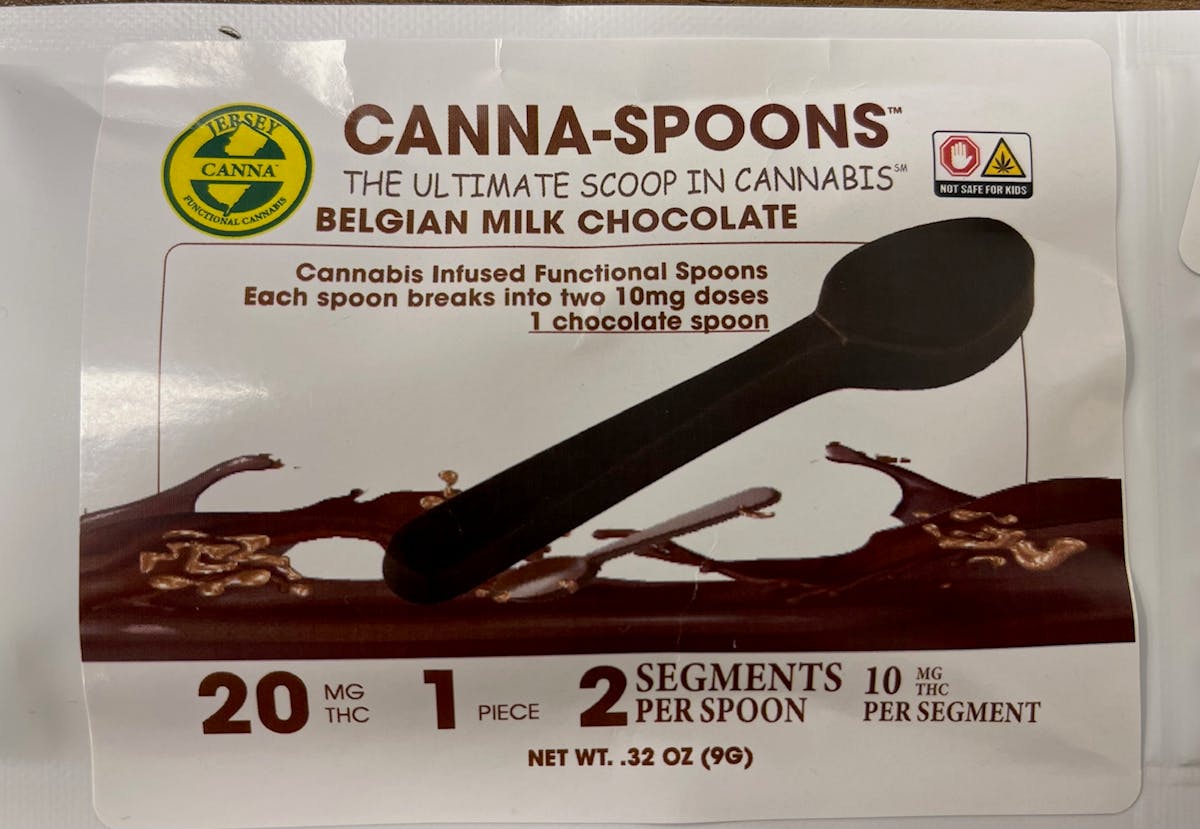 JERSEY
CANNA™
FUNCTIONAL CANNABIS
CANNA-SPOONS™
THE ULTIMATE SCOOP IN CANNABIS℠
BELGIAN MILK CHOCOLATE
NOT SAFE FOR KIDS
Cannabis Infused Functional Spoons
Each spoon breaks into two 10mg doses
1 chocolate spoon
20 MG THC
1 PIECE
2 SEGMENTS PER SPOON
10 MG THC PER SEGMENT
NET WT. .32 OZ (9G)